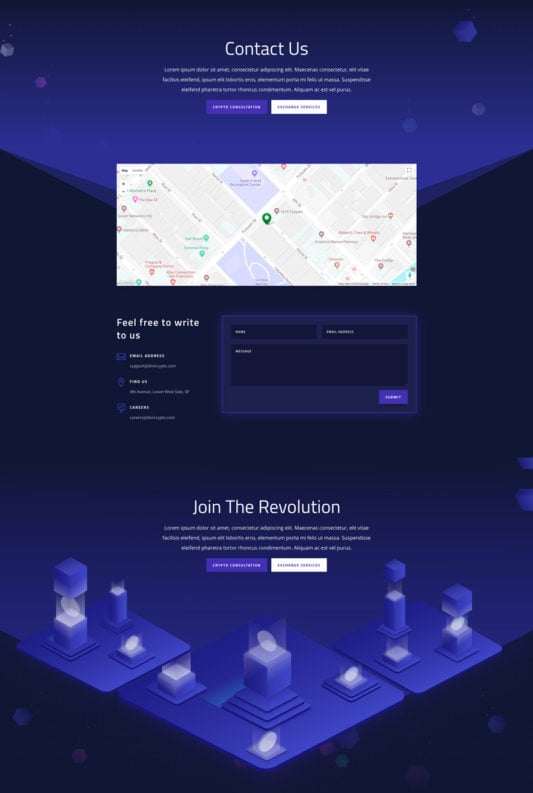 Contact Us
Lorem ipsum dolor sit amet, consectetur adipiscing elit. Maecenas consectetur, elit vitae
facilisis eleifend, ipsum elit lobortis eros, elementum porta mi felis ut massa. Suspendisse
eleifend pharetra tortor rhoncus condimentum. Aliquam ac est vel purus.
CRYPTO CONSULTATION
EXCHANGE SERVICES
Map
Feel free to write
to us
EMAIL ADDRESS
support@divicrypto.com
FIND US
4th Avenue, Lower West Side, SF
CAREERS
careers@divicrypto.com
NAME
EMAIL ADDRESS
MESSAGE
SUBMIT
Join The Revolution
Lorem ipsum dolor sit amet, consectetur adipiscing elit. Maecenas consectetur, elit vitae
facilisis eleifend, ipsum elit lobortis eros, elementum porta mi felis ut massa. Suspendisse
eleifend pharetra tortor rhoncus condimentum. Aliquam ac est vel purus.
CRYPTO CONSULTATION
EXCHANGE SERVICES